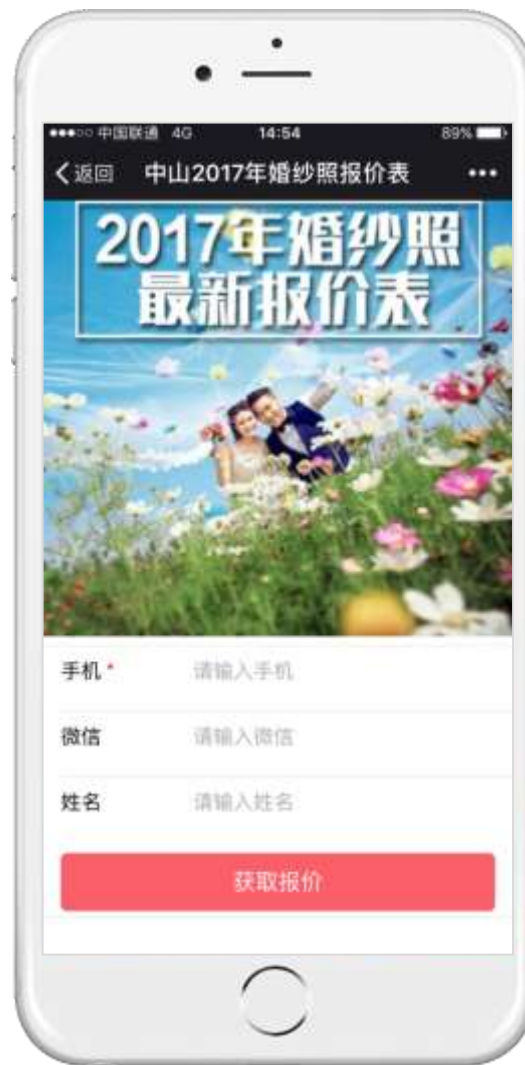 中国联通 4G 14:54 89%
返回 中山2017年婚纱照报价表
2017年婚纱照
最新报价表
手机 * 请输入手机
微信 请输入微信
姓名 请输入姓名
获取报价